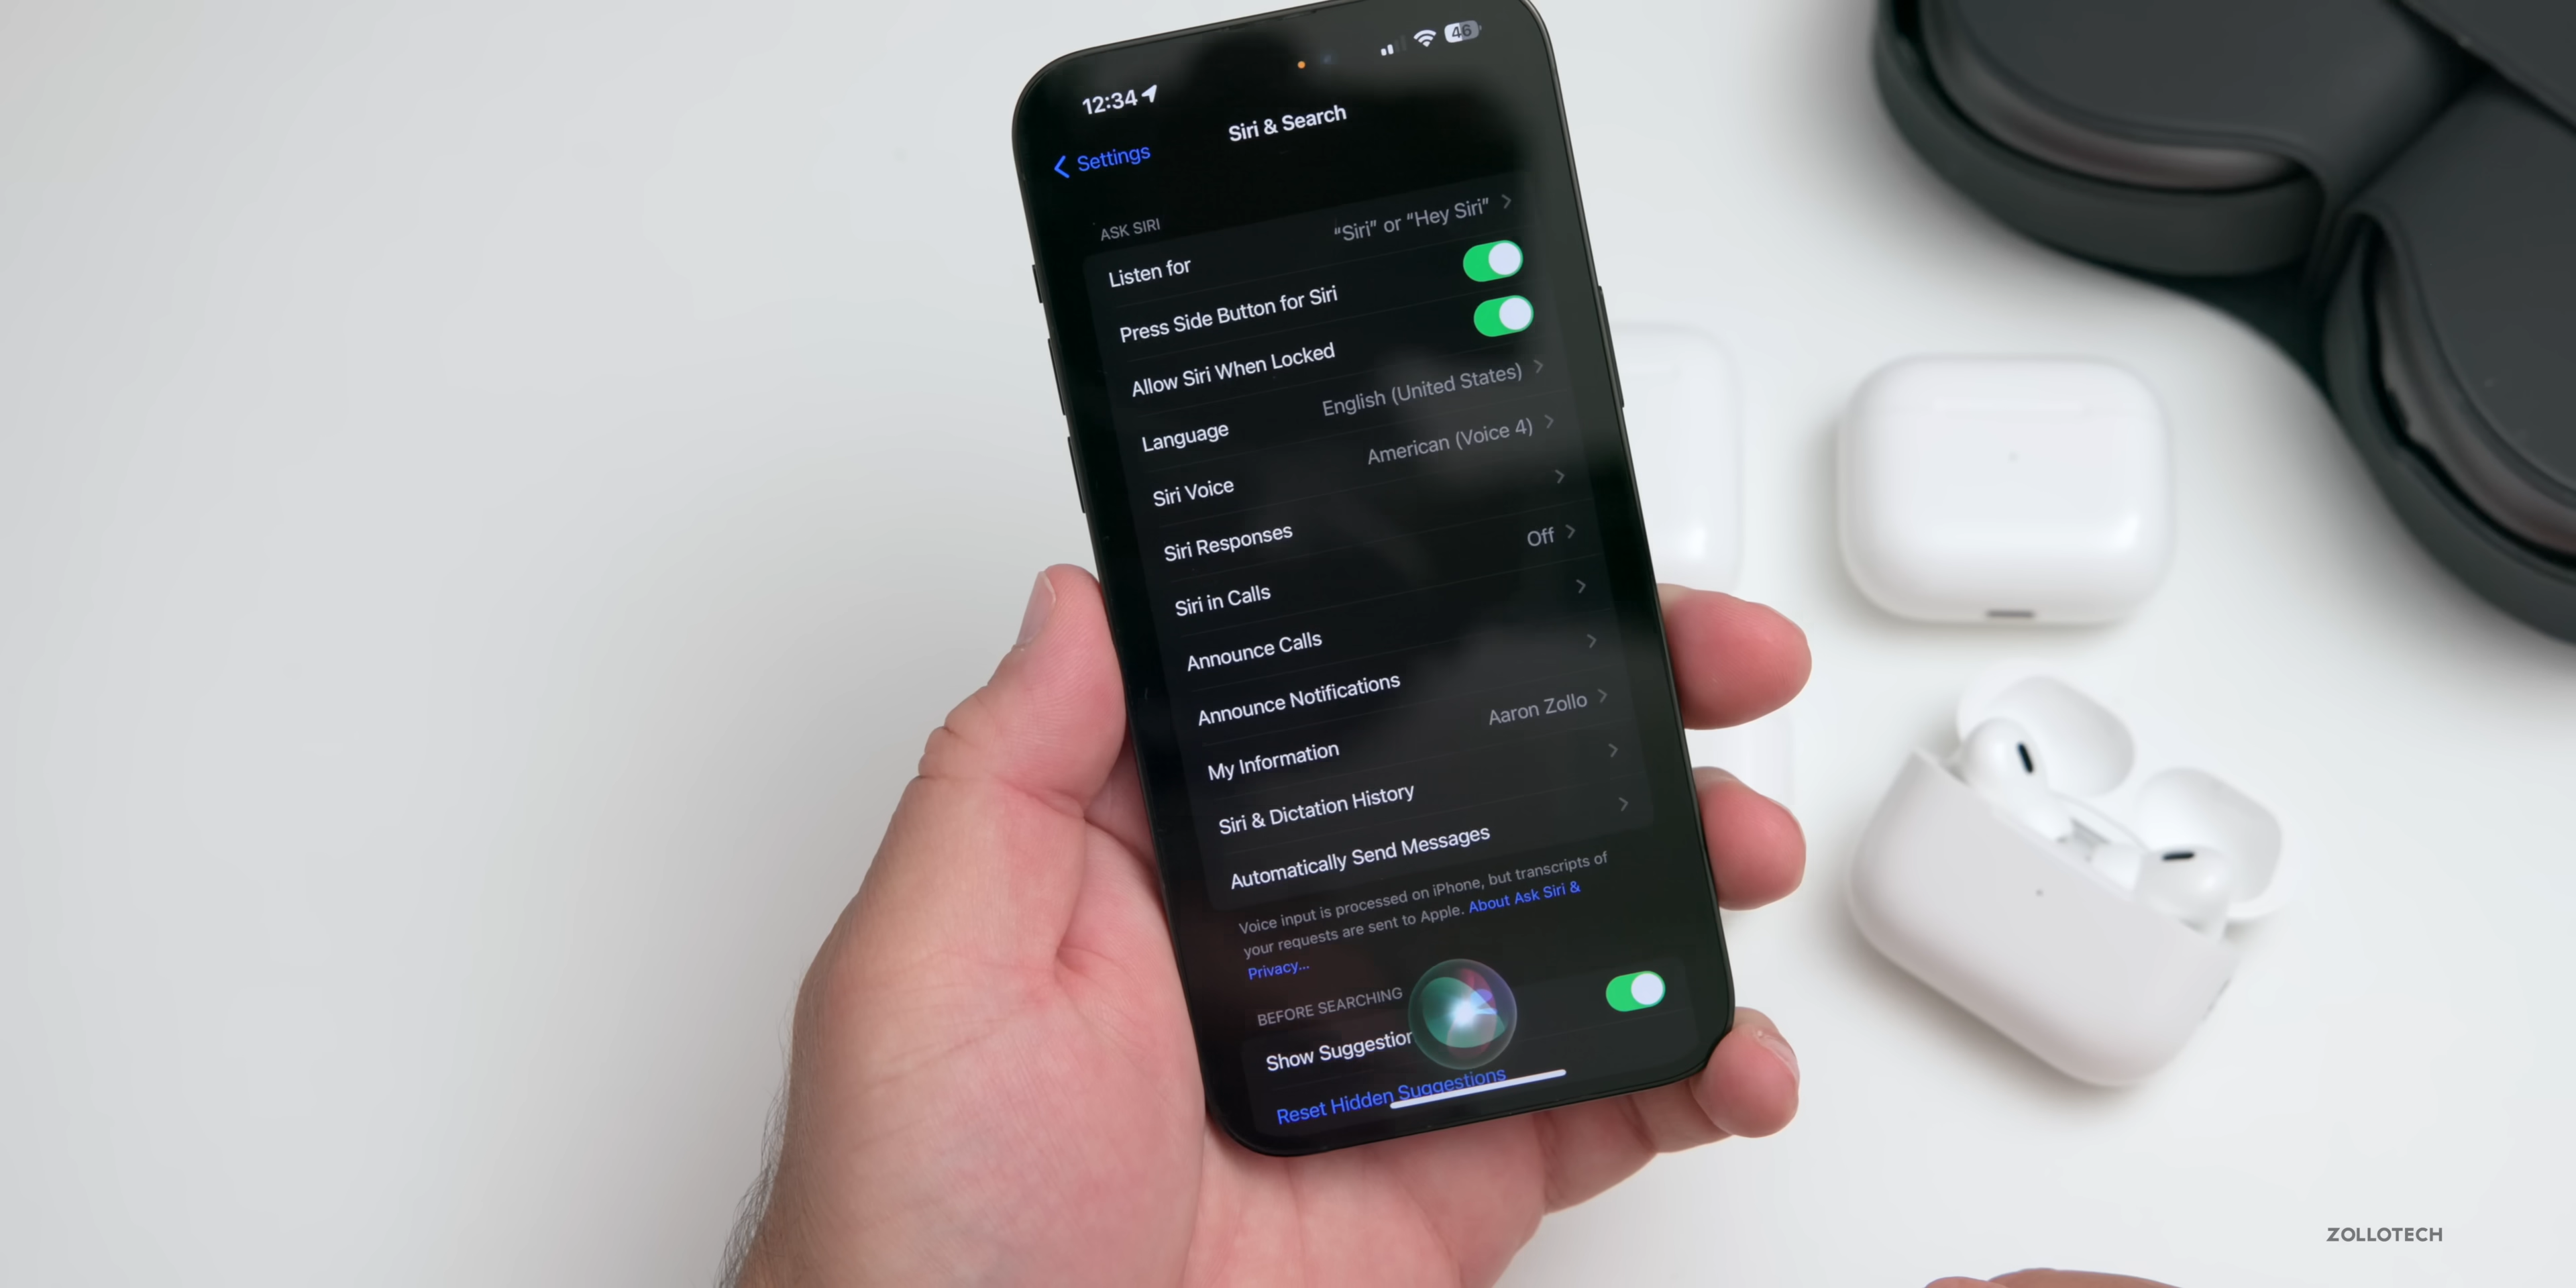 12:34
46
Settings
Siri & Search
ASK SIRI
Listen for “Siri” or “Hey Siri”
Press Side Button for Siri
Allow Siri When Locked
Language English (United States)
Siri Voice American (Voice 4)
Siri Responses
Siri in Calls Off
Announce Calls
Announce Notifications
My Information Aaron Zollo
Siri & Dictation History
Automatically Send Messages
Voice input is processed on iPhone, but transcripts of
your requests are sent to Apple. About Ask Siri &
Privacy...
BEFORE SEARCHING
Show Suggestion
Reset Hidden Suggestions
ZOLLOTECH